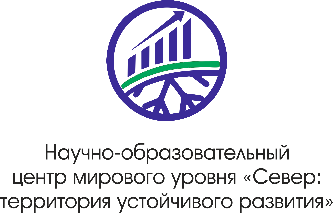 Научно-образовательный
центр мирового уровня «Север:
территория устойчивого развития»